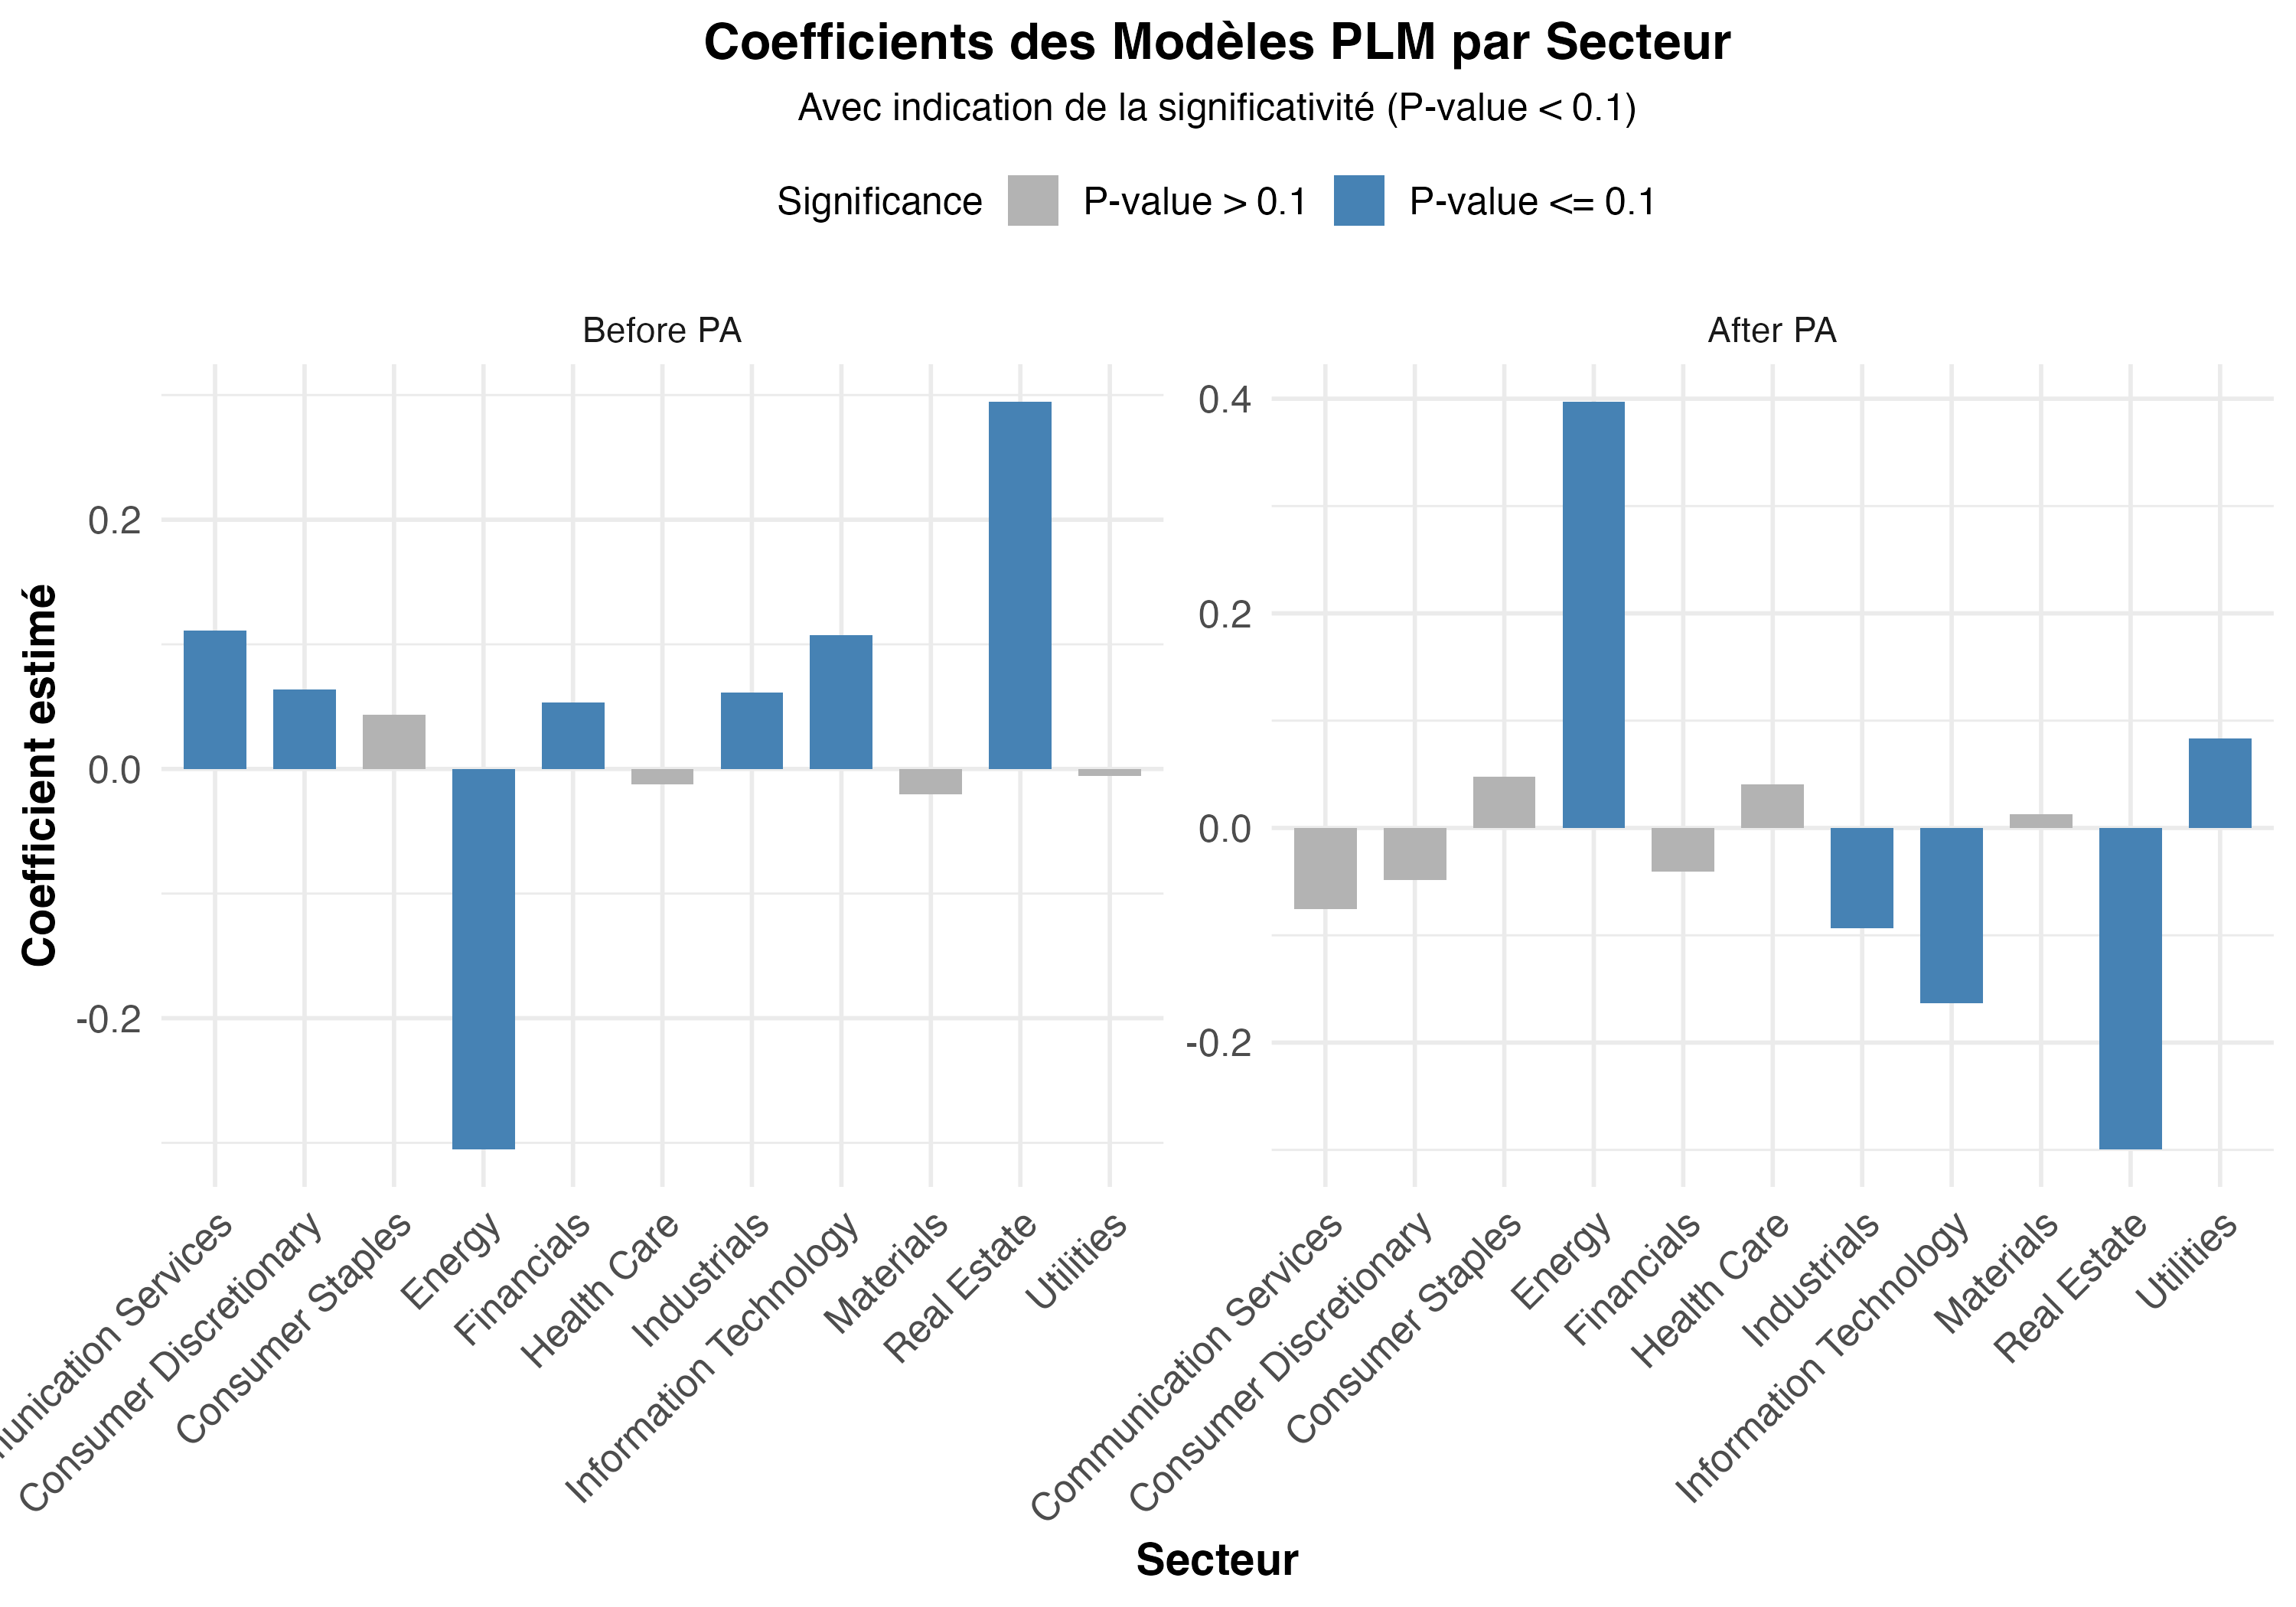 Coefficients des Modèles PLM par Secteur
Avec indication de la significativité (P-value < 0.1)
Significance P-value > 0.1 P-value <= 0.1
Before PA
After PA
Coefficient estimé
0.2
0.0
-0.2
0.4
0.2
0.0
-0.2
Consumer Discretionary
Consumer Staples
Energy
Financials
Health Care
Industrials
Information Technology
Materials
Real Estate
Utilities
Communication Services
Consumer Discretionary
Consumer Staples
Energy
Financials
Health Care
Industrials
Information Technology
Materials
Real Estate
Utilities
Secteur